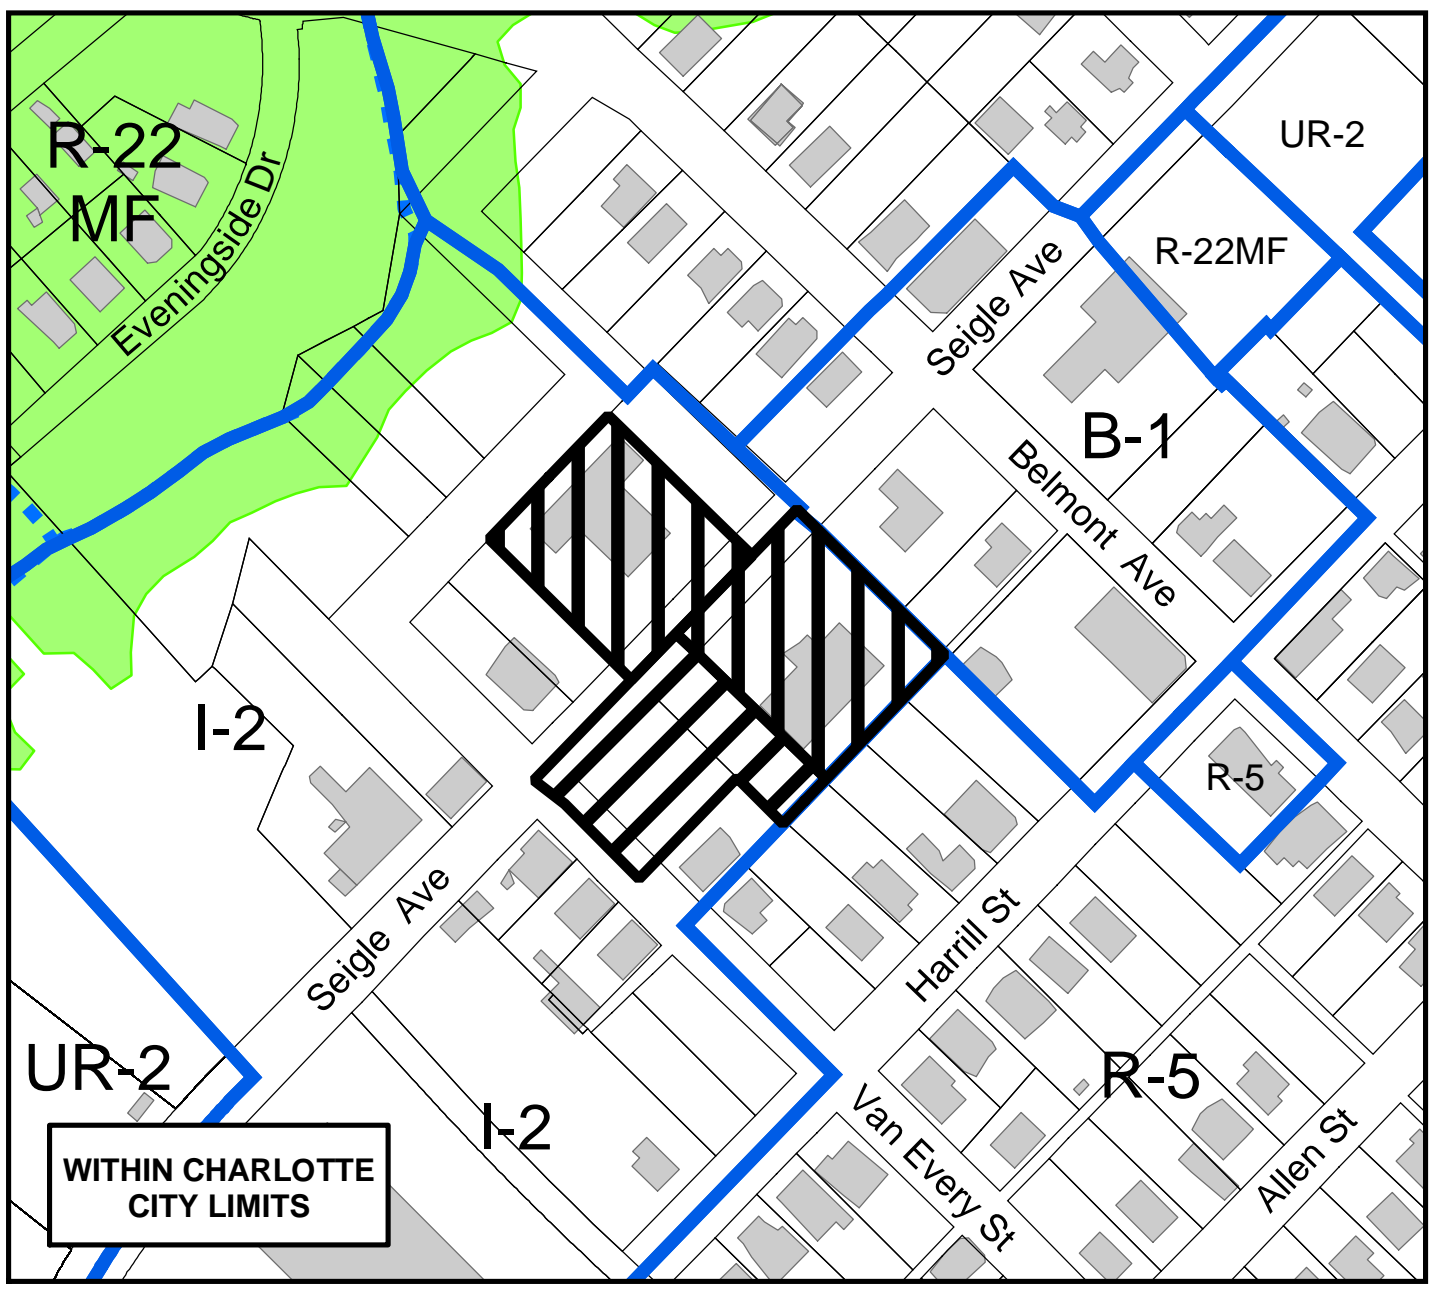 UR-2
R-22
MF
Eveningside Dr
R-22MF
Seigle Ave
B-1
Belmont Ave
I-2
R-5
Seigle Ave
Harrill St
UR-2
R-5
I-2
Van Every St
Allen St
WITHIN CHARLOTTE
CITY LIMITS